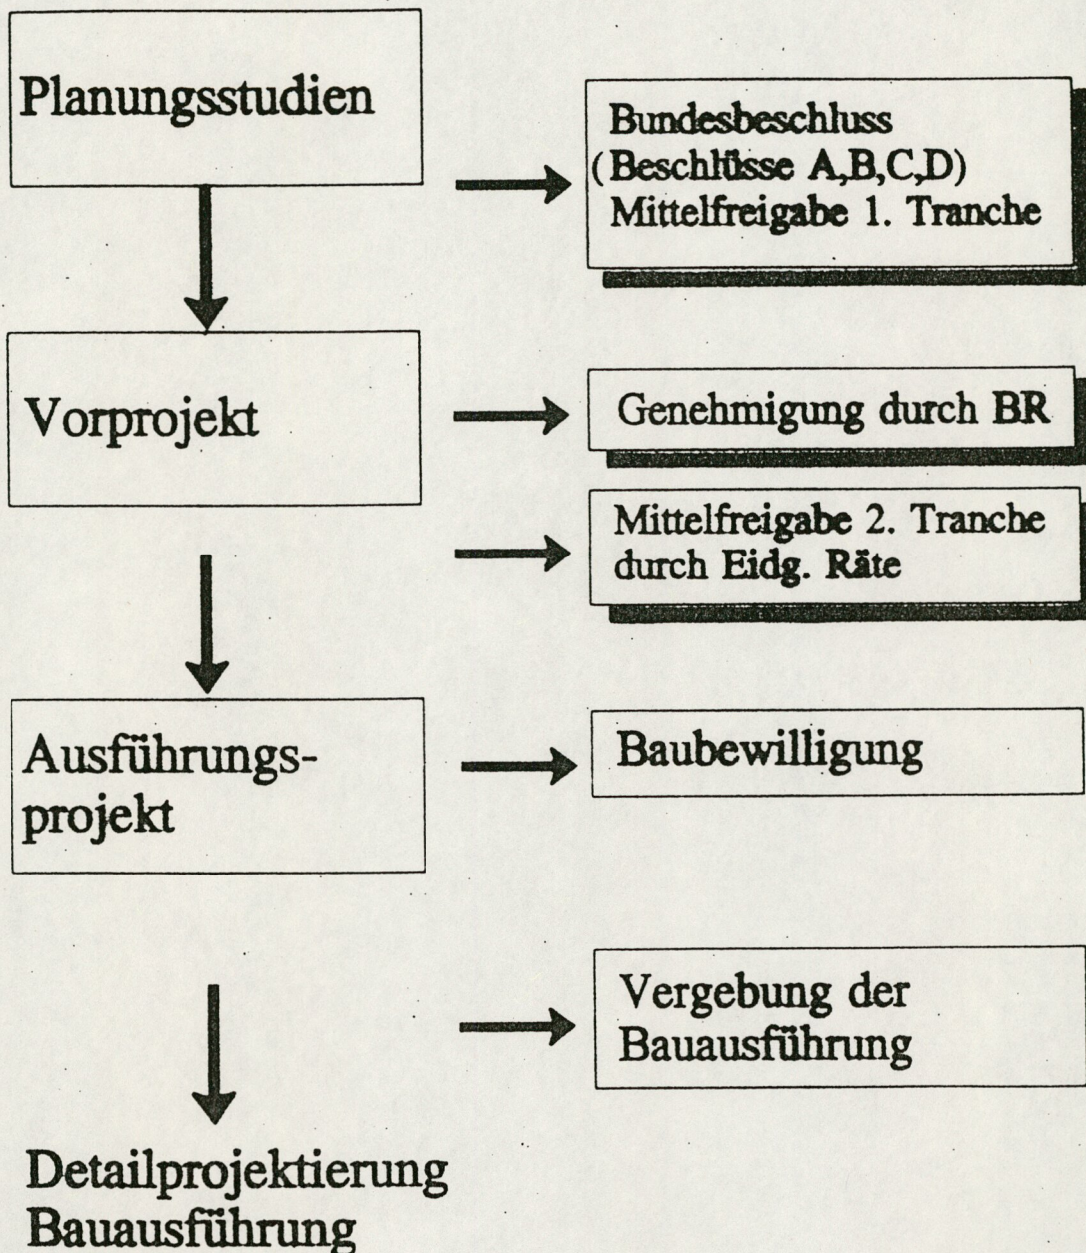 Planungsstudien
Bundesbeschluss
(Beschlüsse A,B,C,D)
Mittelfreigabe 1. Tranche
Vorprojekt
Genehmigung durch BR
Mittelfreigabe 2. Tranche
durch Eidg. Räte
Ausführungs-
projekt
Baubewilligung
Vergebung der
Bauausführung
Detailprojektierung
Bauausführung